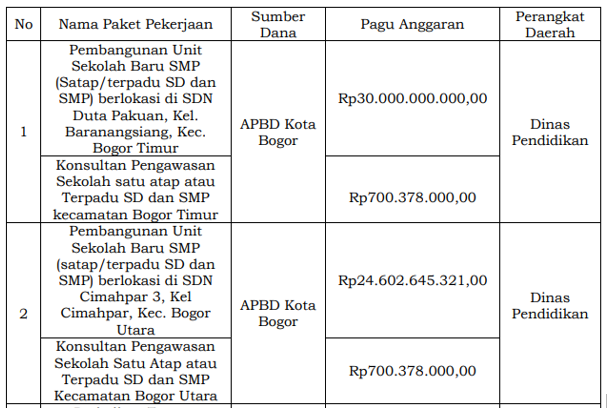 No
Nama Paket Pekerjaan
Sumber
Dana
Pagu Anggaran
Perangkat
Daerah
1
Pembangunan Unit
Sekolah Baru SMP
(Satap/terpadu SD dan
SMP) berlokasi di SDN
Duta Pakuan, Kel.
Baranangsiang, Kec.
Bogor Timur
APBD Kota
Bogor
Rp30.000.000.000,00
Dinas
Pendidikan
Konsultan Pengawasan
Sekolah satu atap atau
Terpadu SD dan SMP
kecamatan Bogor Timur
Rp700.378.000,00
2
Pembangunan Unit
Sekolah Baru SMP
(satap/terpadu SD dan
SMP) berlokasi di SDN
Cimahpar 3, Kel
Cimahpar, Kec. Bogor
Utara
APBD Kota
Bogor
Rp24.602.645.321,00
Dinas
Pendidikan
Konsultan Pengawasan
Sekolah Satu Atap atau
Terpadu SD dan SMP
Kecamatan Bogor Utara
Rp700.378.000,00